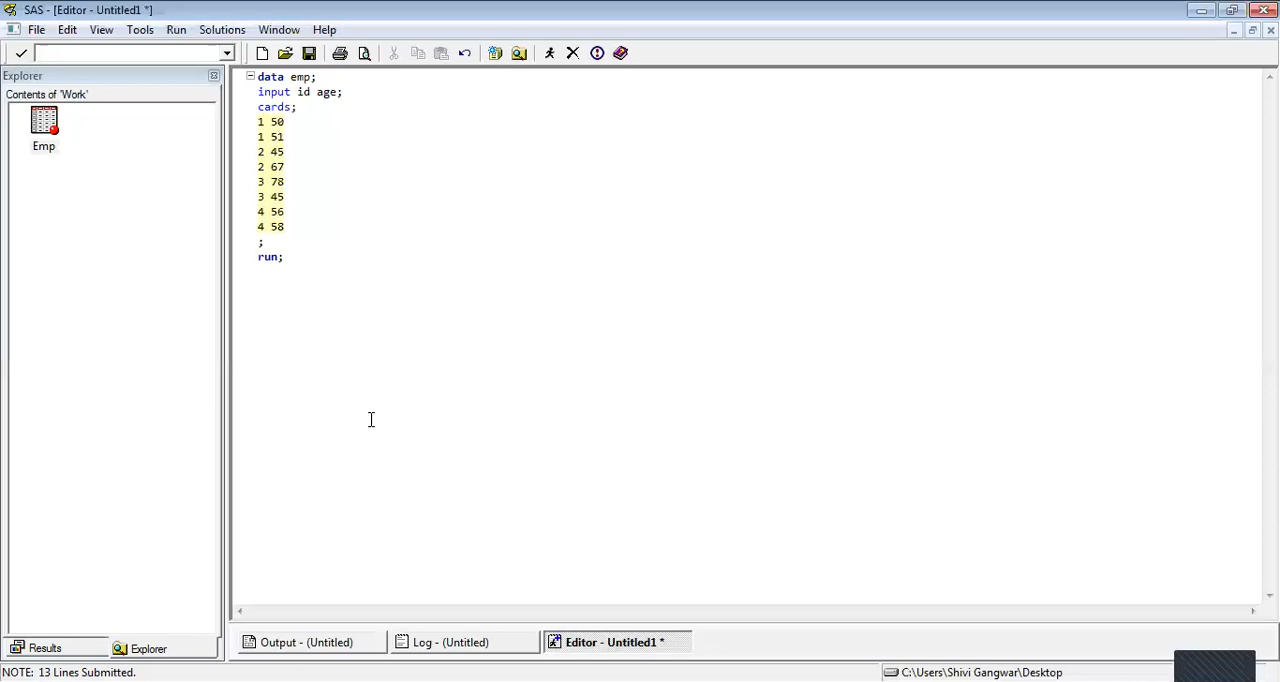 SAS - [Editor - Untitled1 *]
File Edit View Tools Run Solutions Window Help
Explorer
Contents of 'Work'
Emp
data emp;
input id age;
cards;
1 50
1 51
2 45
2 67
3 78
3 45
4 56
4 58
;
run;
Results
Explorer
Output - (Untitled)
Log - (Untitled)
Editor - Untitled1 *
NOTE: 13 Lines Submitted.
C:\Users\Shivi Gangwar\Desktop